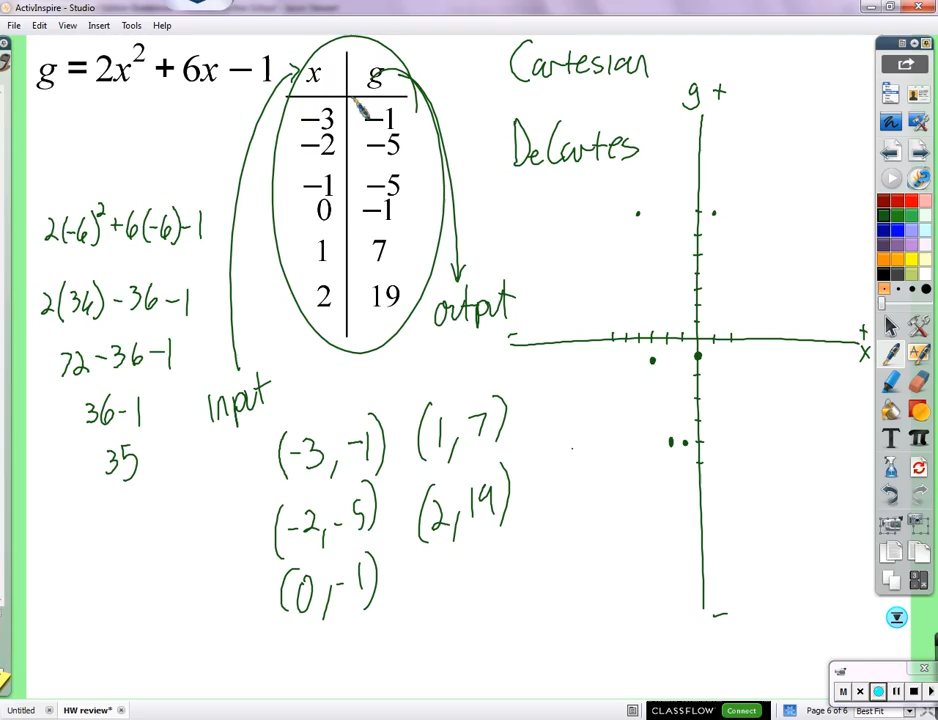 ActivInspire - Studio
File Edit View Insert Tools
g = 2x² + 6x − 1
x g
−3 −1
−2 −5
−1 −5
0 −1
1 7
2 19
Cartesian
DeCartes
g +
2(-6)² + 6(-6) - 1
2(36) - 36 - 1
72 - 36 - 1
36 - 1
35
input
output
(-3, -1) (1, 7)
(-2, -5) (2, 19)
(0, -1)
-
+
x
-
M
Untitled
HW review*
CLASSFLOW Connect
Page 6 of 6
Best Fit